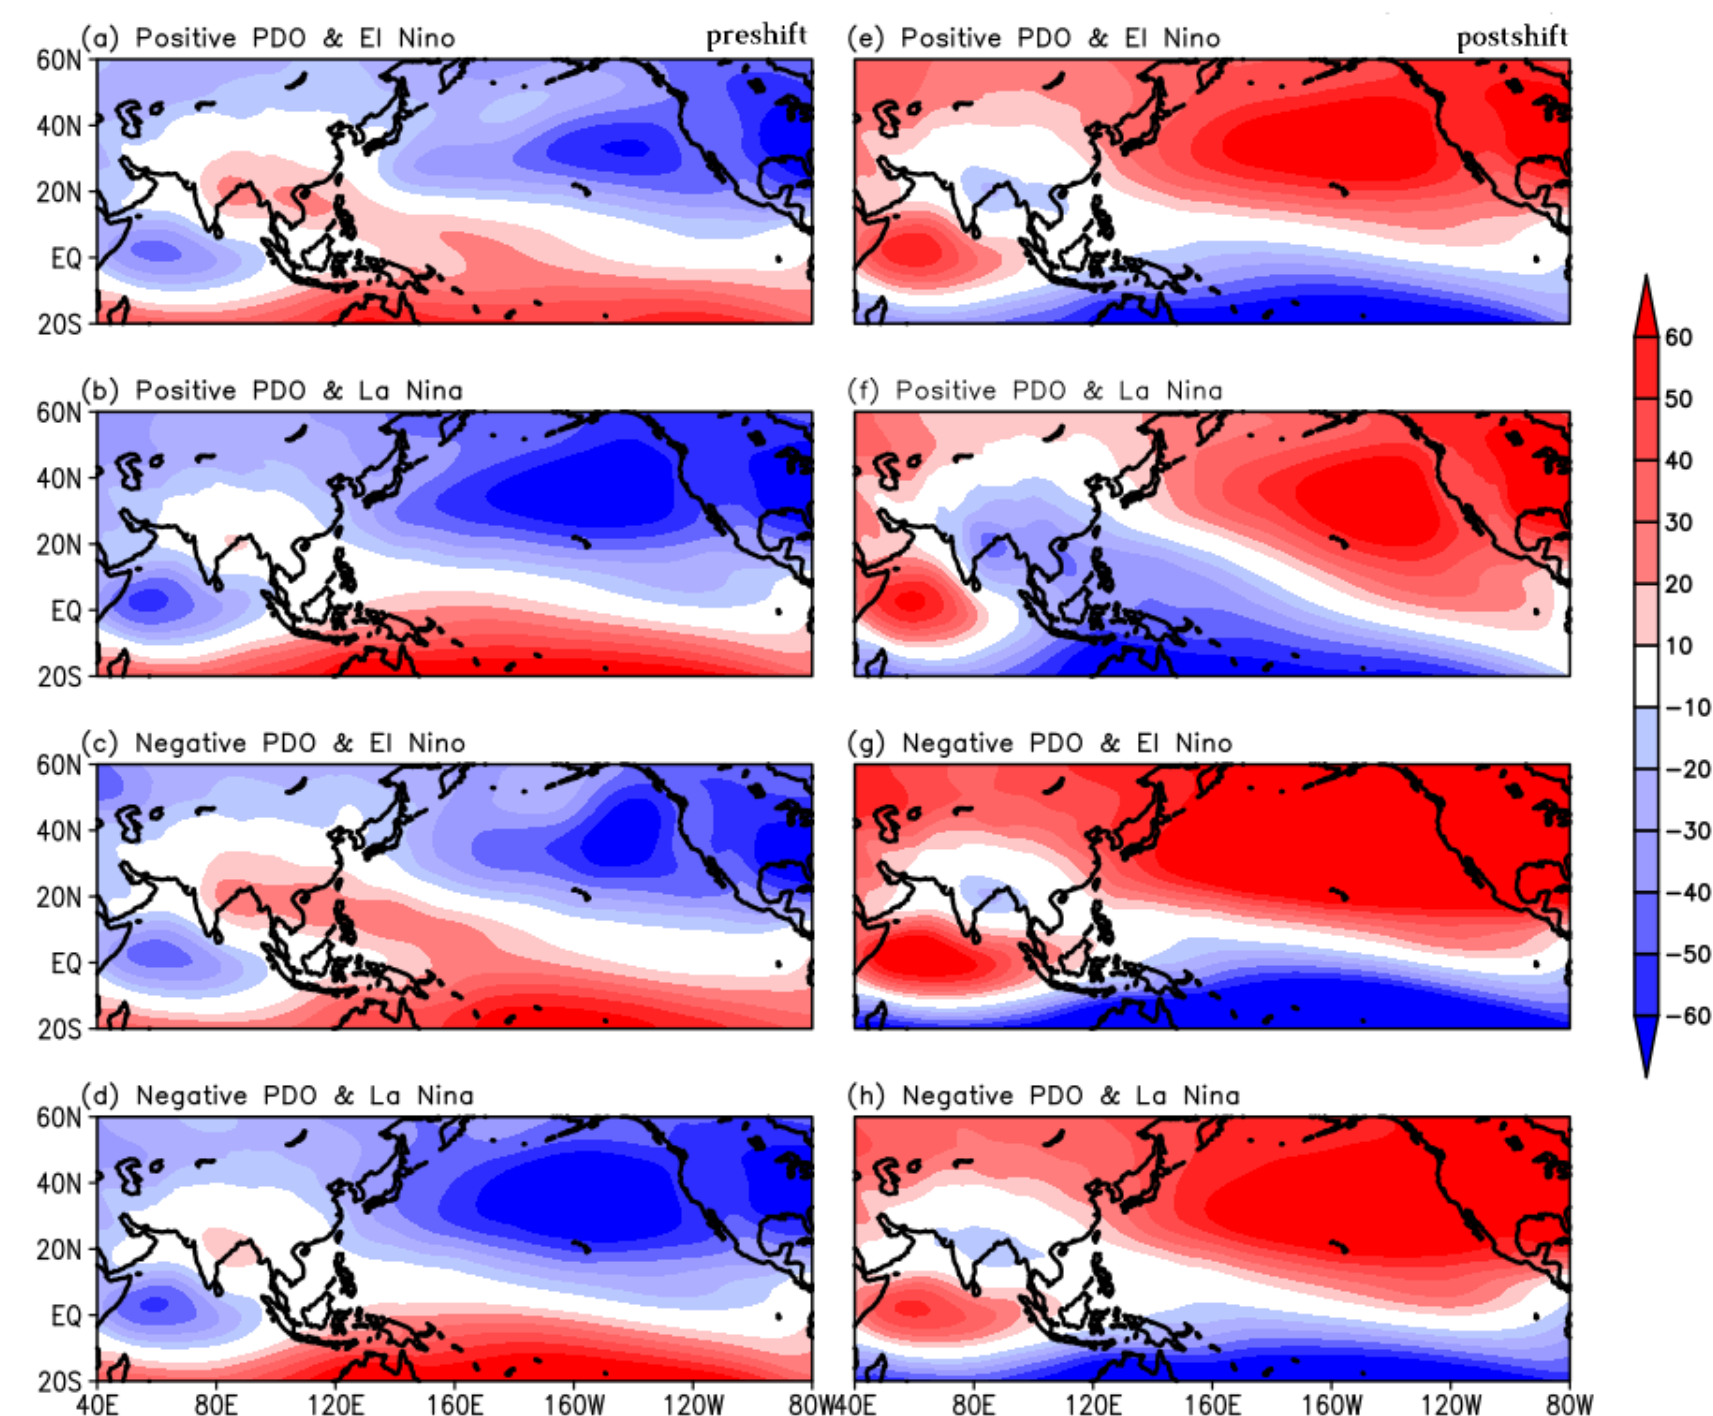 (a) Positive PDO & El Nino preshift
60N
40N
20N
EQ
20S
(e) Positive PDO & El Nino postshift
(b) Positive PDO & La Nina
60N
40N
20N
EQ
20S
(f) Positive PDO & La Nina
(c) Negative PDO & El Nino
60N
40N
20N
EQ
20S
(g) Negative PDO & El Nino
(d) Negative PDO & La Nina
60N
40N
20N
EQ
20S
40E 80E 120E 160E 160W 120W 80W
(h) Negative PDO & La Nina
40E 80E 120E 160E 160W 120W 80W
60
50
40
30
20
10
-10
-20
-30
-40
-50
-60